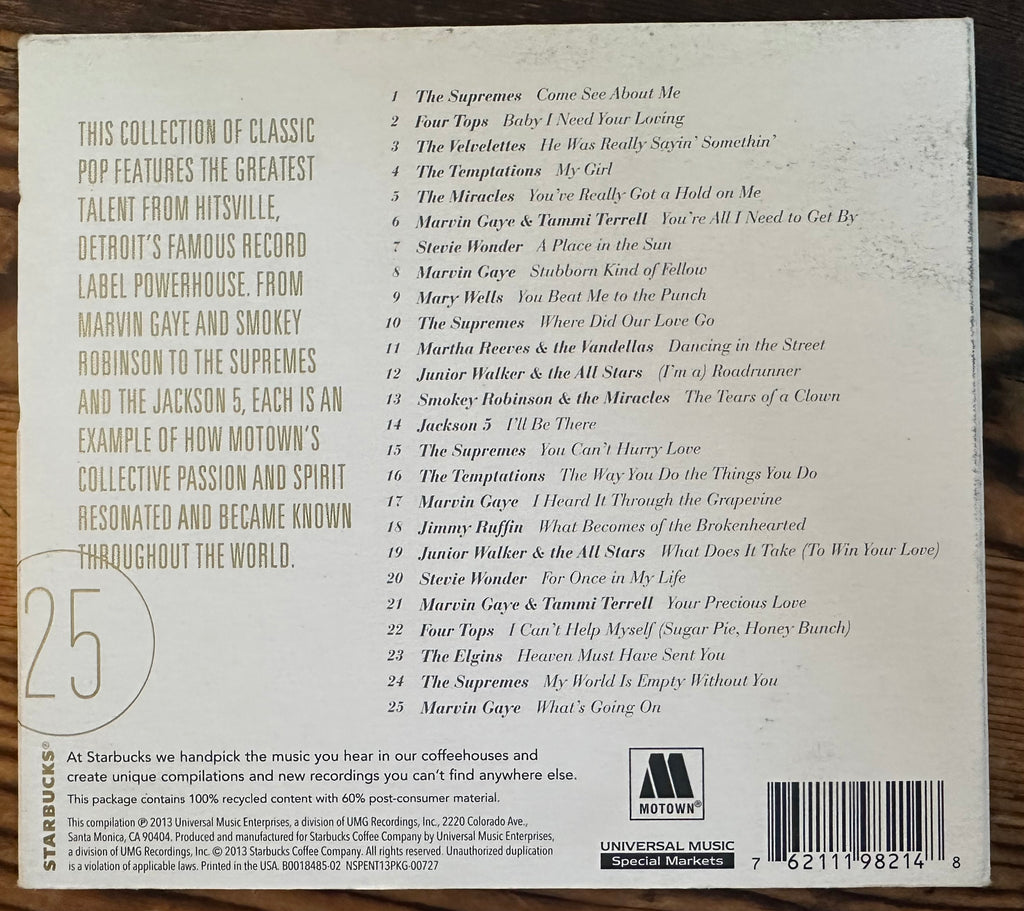 THIS COLLECTION OF CLASSIC
POP FEATURES THE GREATEST
TALENT FROM HITSVILLE,
DETROIT'S FAMOUS RECORD
LABEL POWERHOUSE. FROM
MARVIN GAYE AND SMOKEY
ROBINSON TO THE SUPREMES
AND THE JACKSON 5, EACH IS AN
EXAMPLE OF HOW MOTOWN'S
COLLECTIVE PASSION AND SPIRIT
RESONATED AND BECAME KNOWN
THROUGHOUT THE WORLD.
25
1 The Supremes Come See About Me
2 Four Tops Baby I Need Your Loving
3 The Velvelettes He Was Really Sayin' Somethin'
4 The Temptations My Girl
5 The Miracles You've Really Got a Hold on Me
6 Marvin Gaye & Tammi Terrell You're All I Need to Get By
7 Stevie Wonder A Place in the Sun
8 Marvin Gaye Stubborn Kind of Fellow
9 Mary Wells You Beat Me to the Punch
10 The Supremes Where Did Our Love Go
11 Martha Reeves & the Vandellas Dancing in the Street
12 Junior Walker & the All Stars (I'm a) Roadrunner
13 Smokey Robinson & the Miracles The Tears of a Clown
14 Jackson 5 I'll Be There
15 The Supremes You Can't Hurry Love
16 The Temptations The Way You Do the Things You Do
17 Marvin Gaye I Heard It Through the Grapevine
18 Jimmy Ruffin What Becomes of the Brokenhearted
19 Junior Walker & the All Stars What Does It Take (To Win Your Love)
20 Stevie Wonder For Once in My Life
21 Marvin Gaye & Tammi Terrell Your Precious Love
22 Four Tops I Can't Help Myself (Sugar Pie, Honey Bunch)
23 The Elgins Heaven Must Have Sent You
24 The Supremes My World Is Empty Without You
25 Marvin Gaye What's Going On
STARBUCKS®
At Starbucks we handpick the music you hear in our coffeehouses and
create unique compilations and new recordings you can't find anywhere else.
This package contains 100% recycled content with 60% post-consumer material.
This compilation ℗ 2013 Universal Music Enterprises, a division of UMG Recordings, Inc., 2220 Colorado Ave.,
Santa Monica, CA 90404. Produced and manufactured for Starbucks Coffee Company by Universal Music Enterprises,
a division of UMG Recordings, Inc. © 2013 Starbucks Coffee Company. All rights reserved. Unauthorized duplication
is a violation of applicable laws. Printed in the USA. B0018485-02 NSPENT13PKG-00727
MOTOWN®
UNIVERSAL MUSIC
Special Markets
7 62111 98214 8